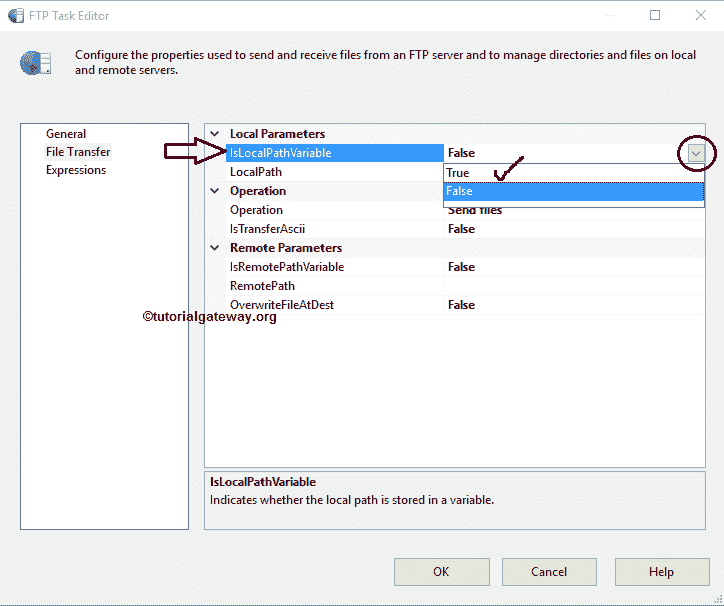 FTP Task Editor
Configure the properties used to send and receive files from an FTP server and to manage directories and files on local
and remote servers.
General
File Transfer
Expressions
Local Parameters
IsLocalPathVariable False
LocalPath True
False
Operation
Operation Send files
IsTransferAscii False
Remote Parameters
IsRemotePathVariable False
RemotePath
OverwriteFileAtDest False
©tutorialgateway.org
IsLocalPathVariable
Indicates whether the local path is stored in a variable.
OK Cancel Help